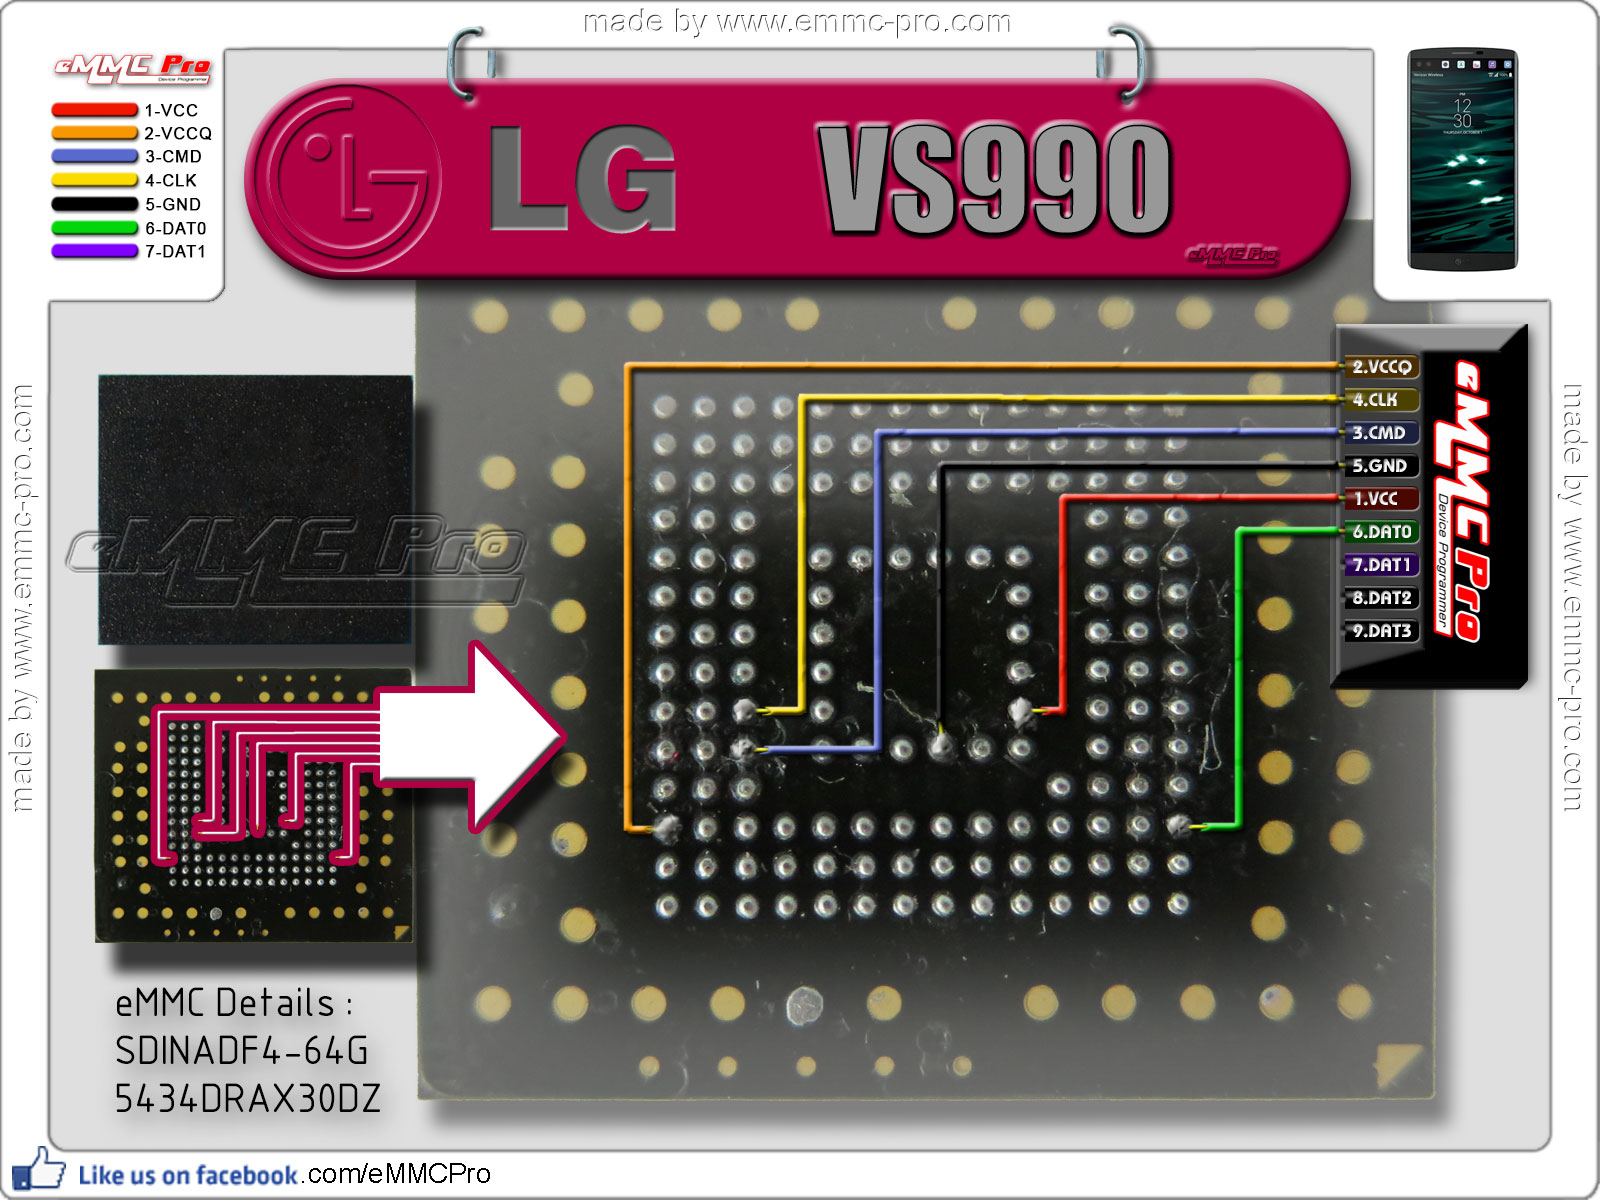 made by www.emmc-pro.com
eMMC Pro
Device Programmer
1-VCC
2-VCCQ
3-CMD
4-CLK
5-GND
6-DAT0
7-DAT1
LG
VS990
eMMC Pro
12
30
2.VCCQ
4.CLK
3.CMD
5.GND
1.VCC
6.DAT0
7.DAT1
8.DAT2
9.DAT3
eMMC Pro
Device Programmer
made by www.emmc-pro.com
made by www.emmc-pro.com
eMMC Pro
eMMC Details :
SDINADF4-64G
5434DRAX30DZ
Like us on facebook.com/eMMCPro